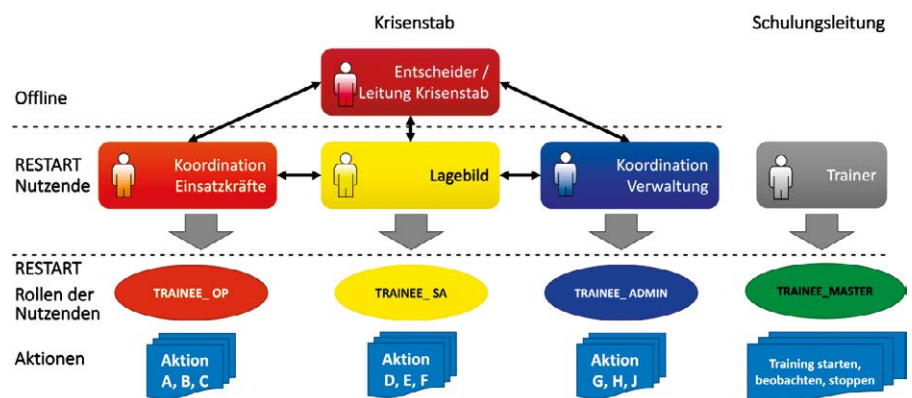 Krisenstab
Schulungsleitung
Entscheider /
Leitung Krisenstab
Offline
RESTART
Nutzende
Koordination
Einsatzkräfte
Lagebild
Koordination
Verwaltung
Trainer
RESTART
Rollen der
Nutzenden
TRAINEE_ OP
TRAINEE_ SA
TRAINEE_ ADMIN
TRAINEE_MASTER
Aktionen
Aktion
A, B, C
Aktion
D, E, F
Aktion
G, H, J
Training starten,
beobachten, stoppen